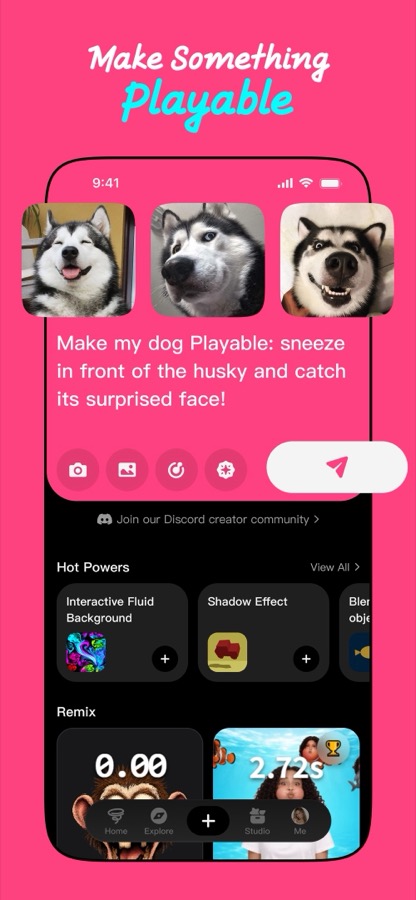 Make Something
Playable
9:41
Make my dog Playable: sneeze
in front of the husky and catch
its surprised face!
Join our Discord creator community >
Hot Powers
View All >
Interactive Fluid
Background
Shadow Effect
Blen
obje
Remix
0.00
2.72s
Home
Explore
Studio
Me